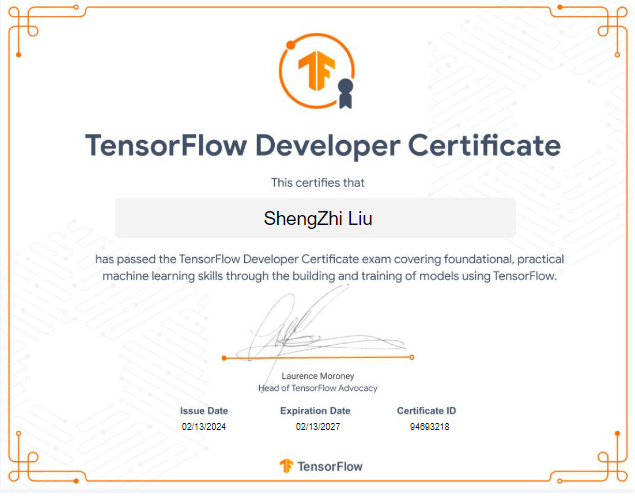 TensorFlow Developer Certificate
This certifies that
ShengZhi Liu
has passed the TensorFlow Developer Certificate exam covering foundational, practical
machine learning skills through the building and training of models using TensorFlow.
Laurence Moroney
Head of TensorFlow Advocacy
Issue Date Expiration Date Certificate ID
02/13/2024 02/13/2027 94693218
TensorFlow